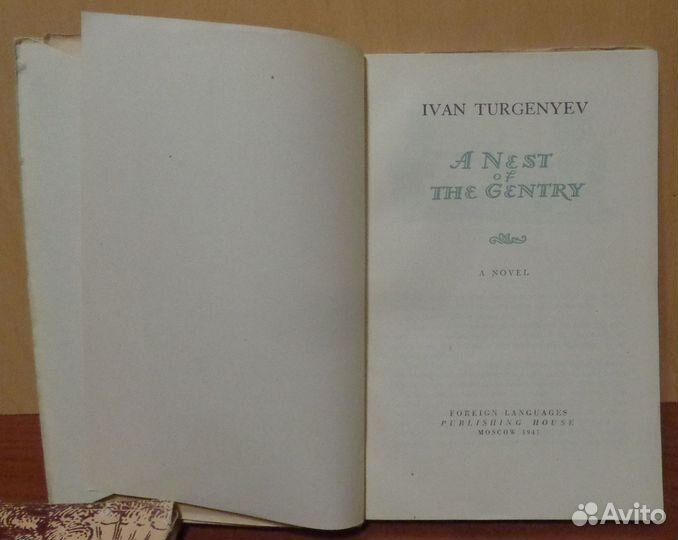 IVAN TURGENYEV
A NEST
OF
THE GENTRY
A NOVEL
FOREIGN LANGUAGES
PUBLISHING HOUSE
MOSCOW
Avito